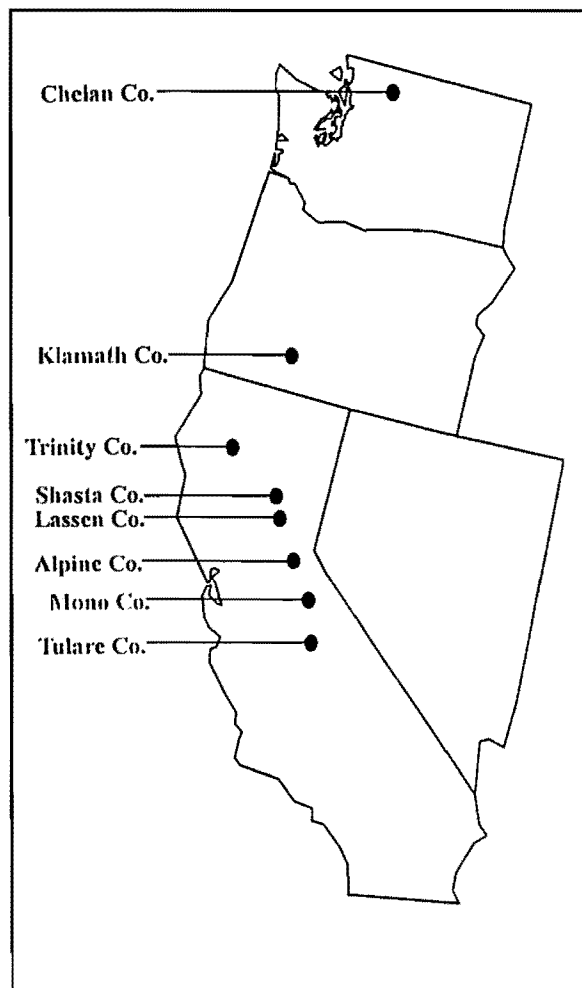 Chelan Co.
Klamath Co.
Trinity Co.
Shasta Co.
Lassen Co.
Alpine Co.
Mono Co.
Tulare Co.